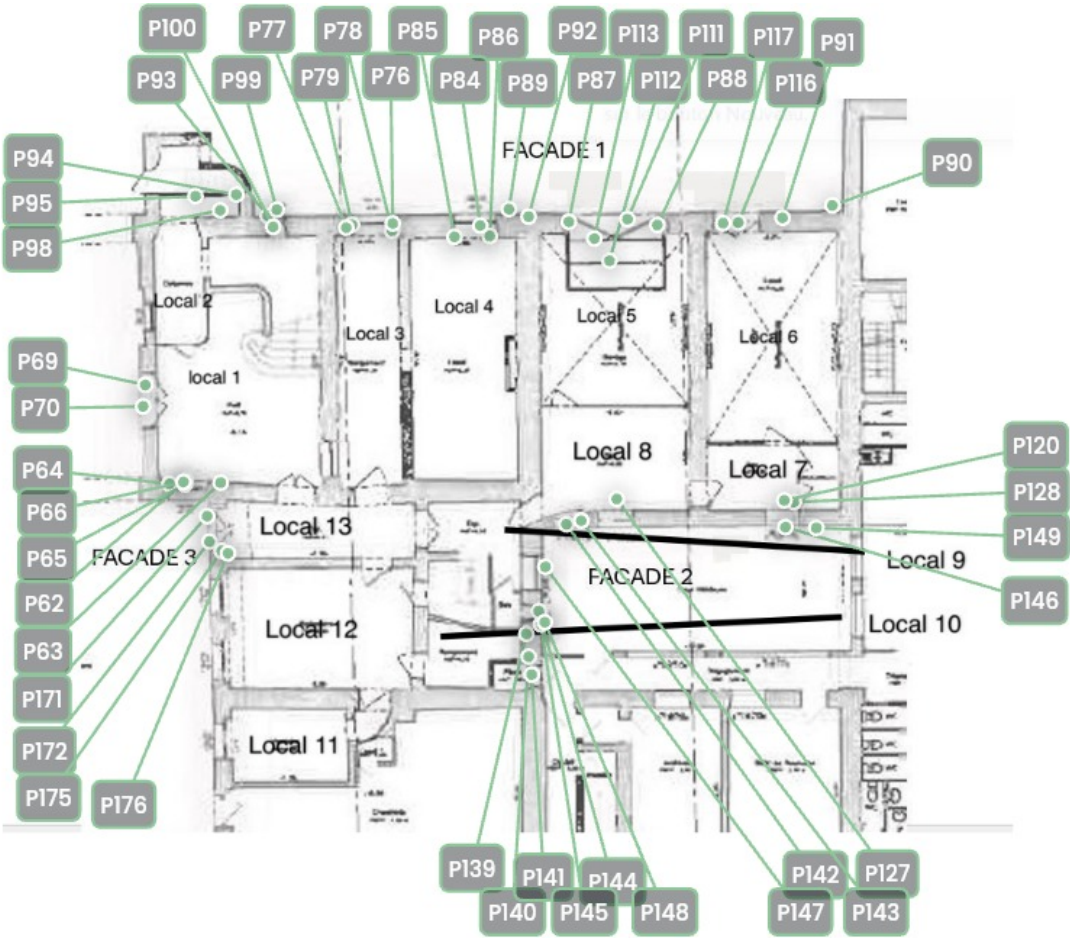 P100
P77
P78
P85
P86
P92
P113
P111
P117
P91
P93
P99
P79
P76
P84
P89
P87
P112
P88
P116
FACADE 1
P94
P90
P95
P98
Local 2
Local 3
Local 4
Local 5
Local 6
P69
local 1
P70
Local 8
P120
P64
Local 7
P128
P66
Local 13
P149
P65
FACADE 3
Local 9
FACADE 2
P62
P146
Local 12
Local 10
P63
P171
P172
Local 11
P175
P176
P139
P141
P144
P142
P127
P140
P145
P148
P147
P143